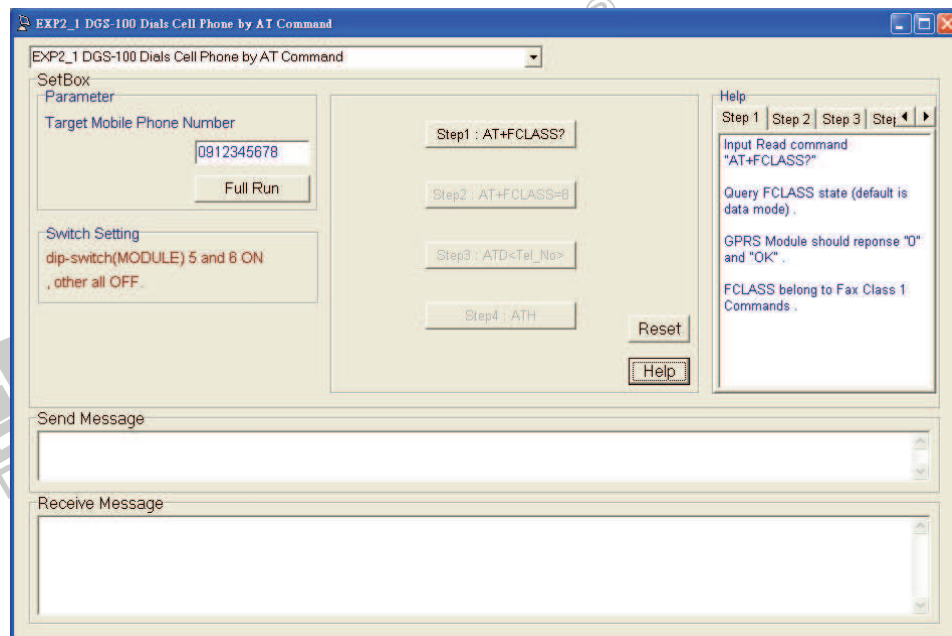 EXP2_1 DGS-100 Dials Cell Phone by AT Command
EXP2_1 DGS-100 Dials Cell Phone by AT Command
SetBox
Parameter
Target Mobile Phone Number
0912345678
Full Run
Switch Setting
dip-switch(MODULE) 5 and 6 ON
, other all OFF.
Step1 : AT+FCLASS?
Step2 : AT+FCLASS=8
Step3 : ATD<Tel_No>
Step4 : ATH
Reset
Help
Help
Step 1 Step 2 Step 3 Step
Input Read command
"AT+FCLASS?"
Query FCLASS state (default is
data mode) .
GPRS Module should reponse "0"
and "OK" .
FCLASS belong to Fax Class 1
Commands .
Send Message
Receive Message